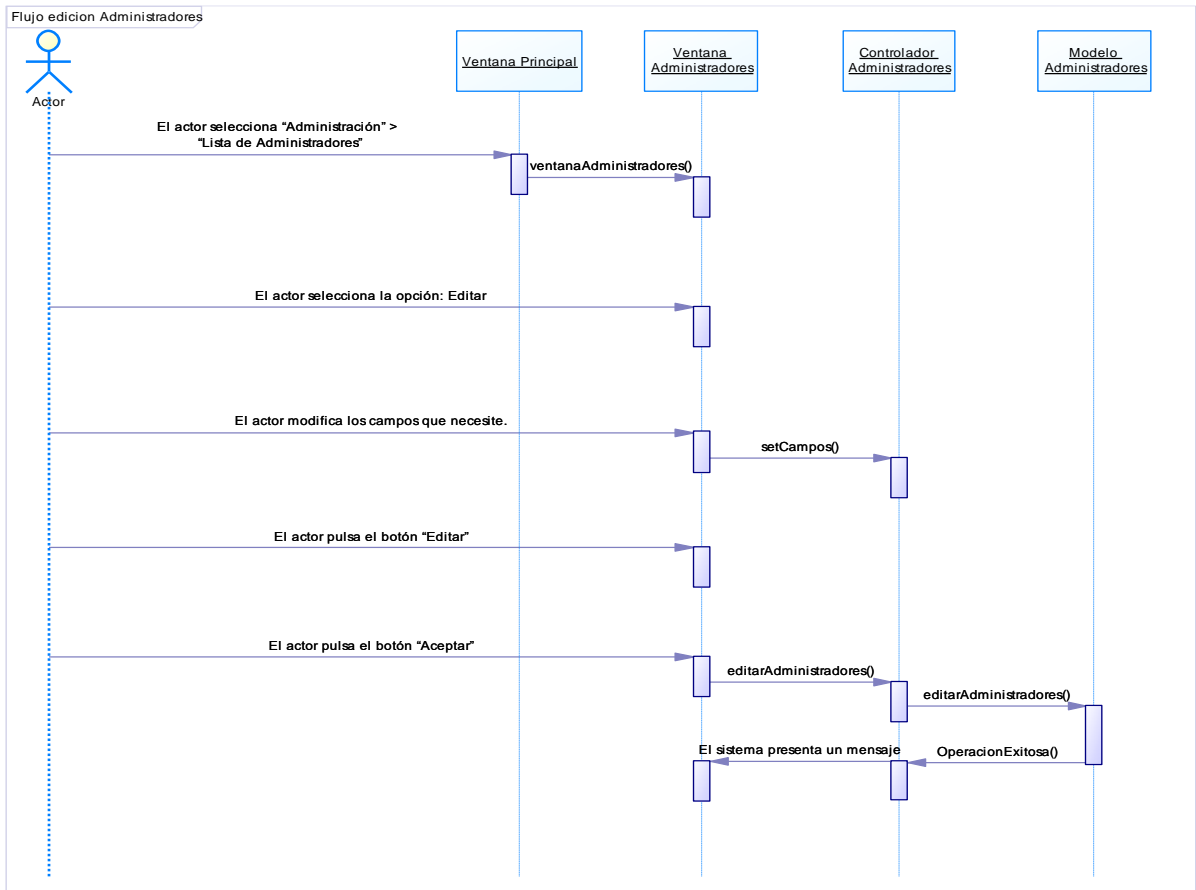 Flujo edicion Administradores
Actor
Ventana Principal
Ventana
Administradores
Controlador
Administradores
Modelo
Administradores
El actor selecciona “Administración” >
“Lista de Administradores”
ventanaAdministradores()
El actor selecciona la opción: Editar
El actor modifica los campos que necesite.
setCampos()
El actor pulsa el botón “Editar”
El actor pulsa el botón “Aceptar”
editarAdministradores()
editarAdministradores()
El sistema presenta un mensaje
OperacionExitosa()